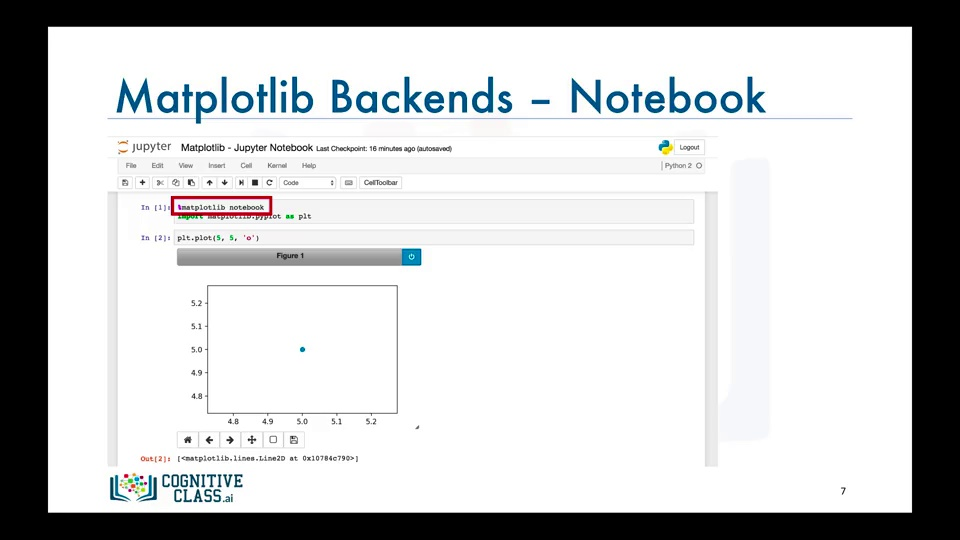 Matplotlib Backends – Notebook
jupyter Matplotlib - Jupyter Notebook Last Checkpoint: 16 minutes ago (autosaved) Logout
File Edit View Insert Cell Kernel Help Python 2
Code CellToolbar
In [1]: %matplotlib notebook
import matplotlib.pyplot as plt
In [2]: plt.plot(5, 5, 'o')
Figure 1
5.2
5.1
5.0
4.9
4.8
4.8 4.9 5.0 5.1 5.2
Out[2]: [<matplotlib.lines.Line2D at 0x10784c790>]
COGNITIVE
CLASS.ai
7